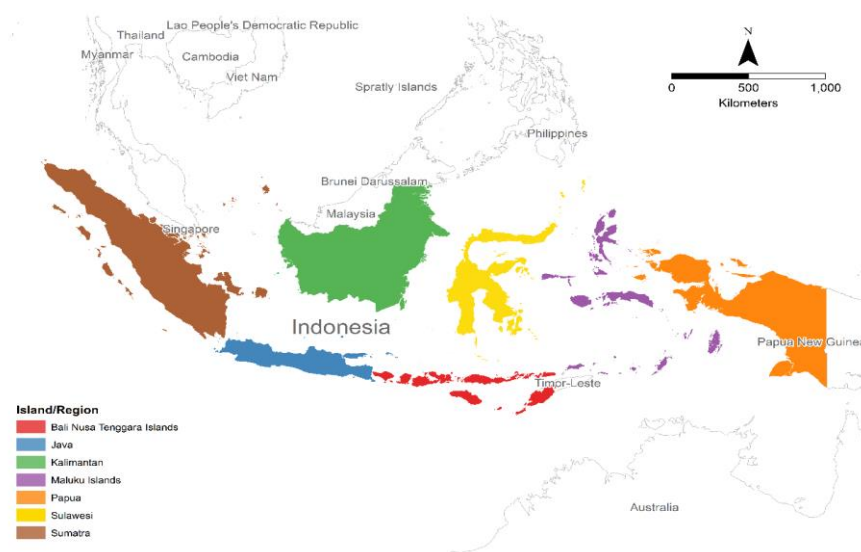 Lao People's Democratic Republic
Thailand
Myanmar
Cambodia
Viet Nam
Spratly Islands
Philippines
N
0 500 1,000
Kilometers
Brunei Darussalam
Malaysia
Singapore
Indonesia
Papua New Guinea
Timor-Leste
Australia
Island/Region
Bali Nusa Tenggara Islands
Java
Kalimantan
Maluku Islands
Papua
Sulawesi
Sumatra